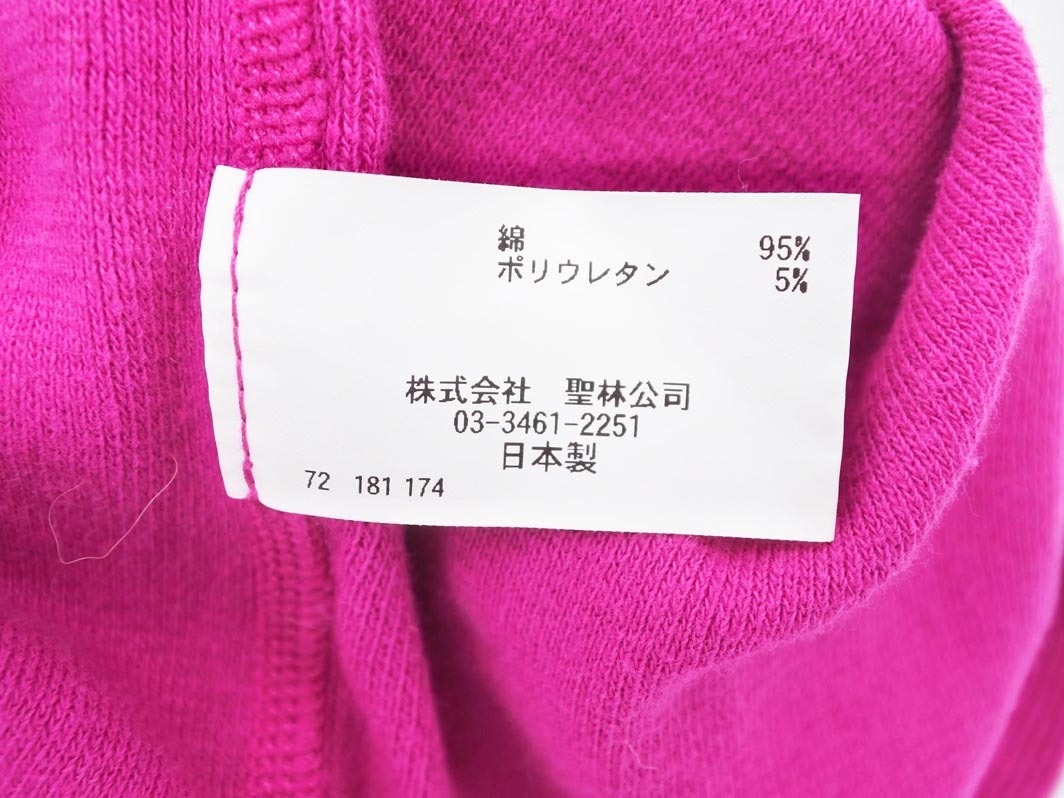 綿 95%
ポリウレタン 5%
株式会社 聖林公司
03-3461-2251
日本製
72 181 174